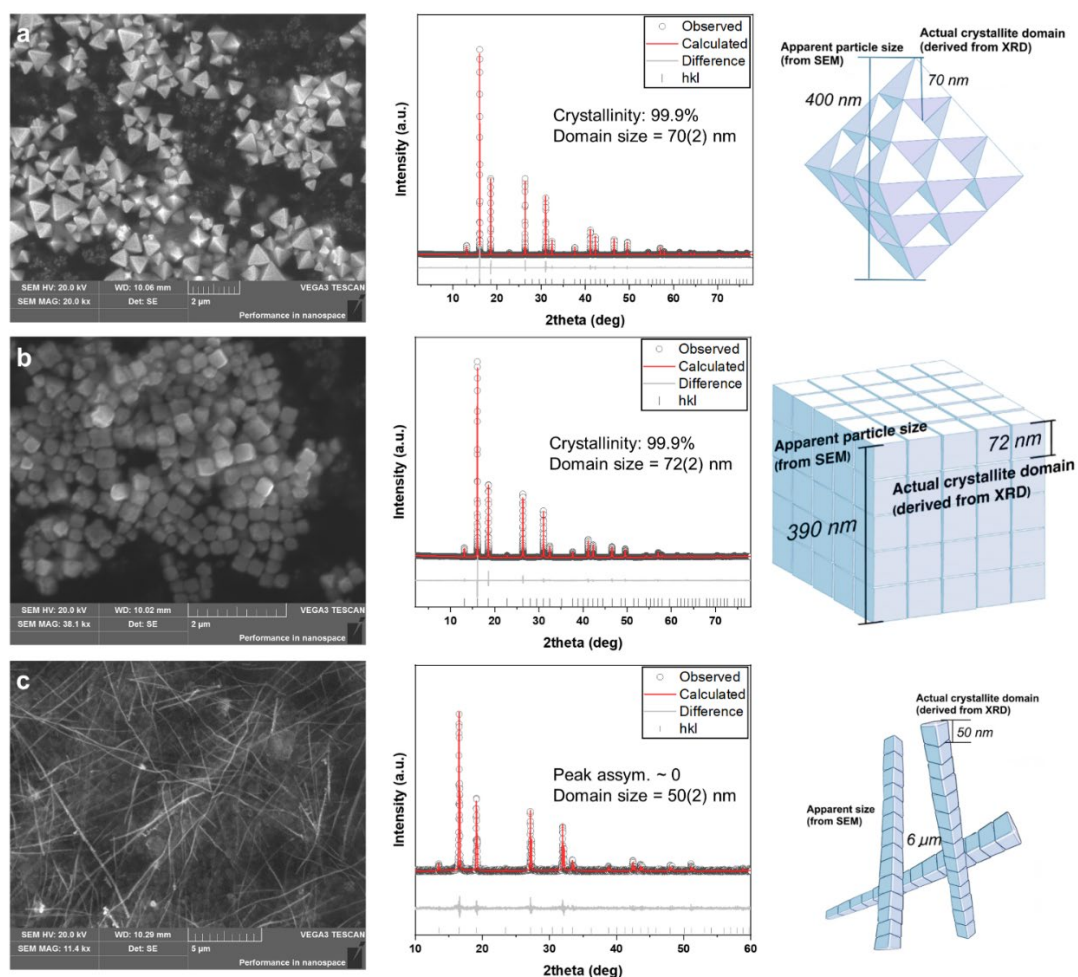 a
SEM HV: 20.0 kV
WD: 10.06 mm
VEGA3 TESCAN
SEM MAG: 20.0 kx
Det: SE
2 µm
Performance in nanospace
Intensity (a.u.)
Observed
Calculated
Difference
hkl
Crystallinity: 99.9%
Domain size = 70(2) nm
10 20 30 40 50 60 70
2theta (deg)
Apparent particle size
(from SEM)
400 nm
Actual crystallite domain
(derived from XRD)
70 nm
b
SEM HV: 20.0 kV
WD: 10.02 mm
VEGA3 TESCAN
SEM MAG: 38.1 kx
Det: SE
2 µm
Performance in nanospace
Intensity (a.u.)
Observed
Calculated
Difference
hkl
Crystallinity: 99.9%
Domain size = 72(2) nm
10 20 30 40 50 60 70
2theta (deg)
Apparent particle size
(from SEM)
390 nm
72 nm
Actual crystallite domain
(derived from XRD)
c
SEM HV: 20.0 kV
WD: 10.29 mm
VEGA3 TESCAN
SEM MAG: 11.4 kx
Det: SE
5 µm
Performance in nanospace
Intensity (a.u.)
Observed
Calculated
Difference
hkl
Peak assym. ~ 0
Domain size = 50(2) nm
10 20 30 40 50 60
2theta (deg)
Actual crystallite domain
(derived from XRD)
50 nm
Apparent size
(from SEM)
6 µm